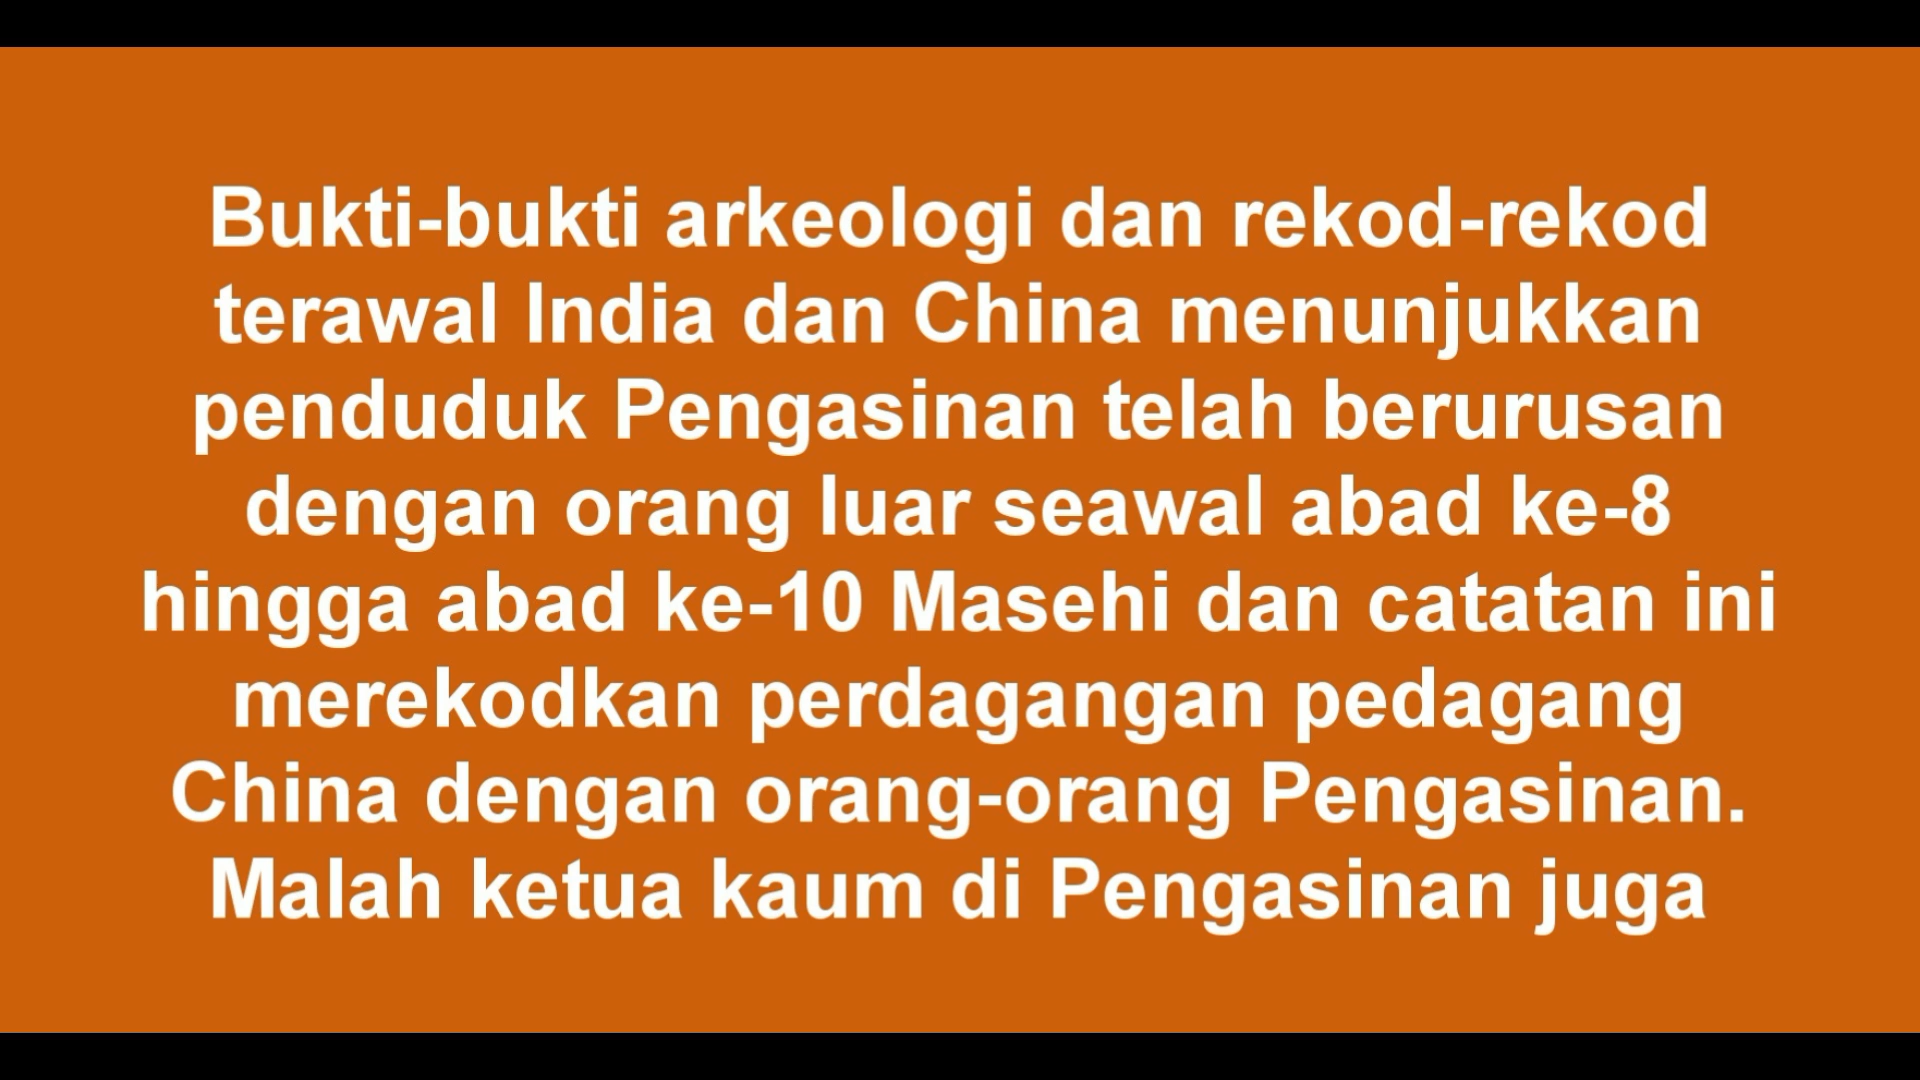 Bukti-bukti arkeologi dan rekod-rekod
terawal India dan China menunjukkan
penduduk Pengasinan telah berurusan
dengan orang luar seawal abad ke-8
hingga abad ke-10 Masehi dan catatan ini
merekodkan perdagangan pedagang
China dengan orang-orang Pengasinan.
Malah ketua kaum di Pengasinan juga